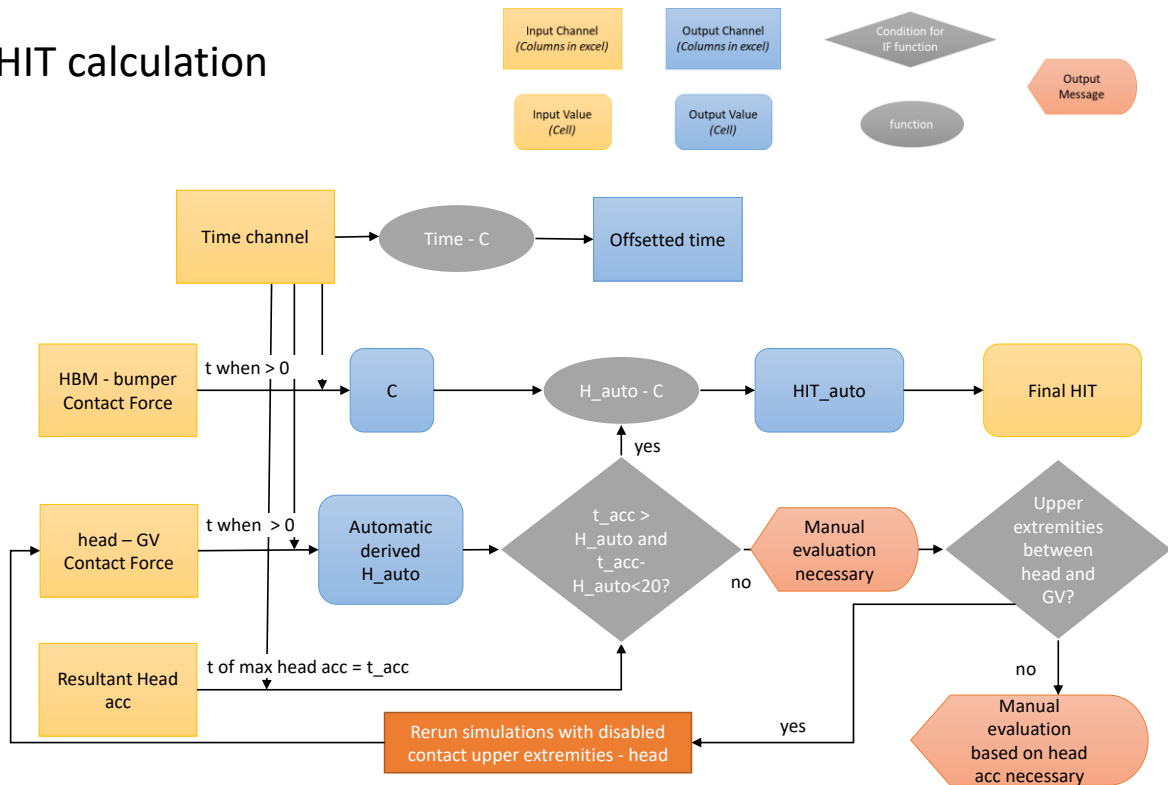 HIT calculation
Input Channel
(Columns in excel)
Output Channel
(Columns in excel)
Condition for
IF function
Output
Message
Input Value
(Cell)
Output Value
(Cell)
function
Time channel
Time - C
Offsetted time
HBM - bumper
Contact Force
t when > 0
C
H_auto - C
HIT_auto
Final HIT
yes
head – GV
Contact Force
t when  > 0
Automatic
derived
H_auto
t_acc >
H_auto and
t_acc-
H_auto<20?
no
Manual
evaluation
necessary
Upper
extremities
between
head and
GV?
Resultant Head
acc
t of max head acc = t_acc
no
yes
Rerun simulations with disabled
contact upper extremities - head
Manual
evaluation
based on head
acc necessary